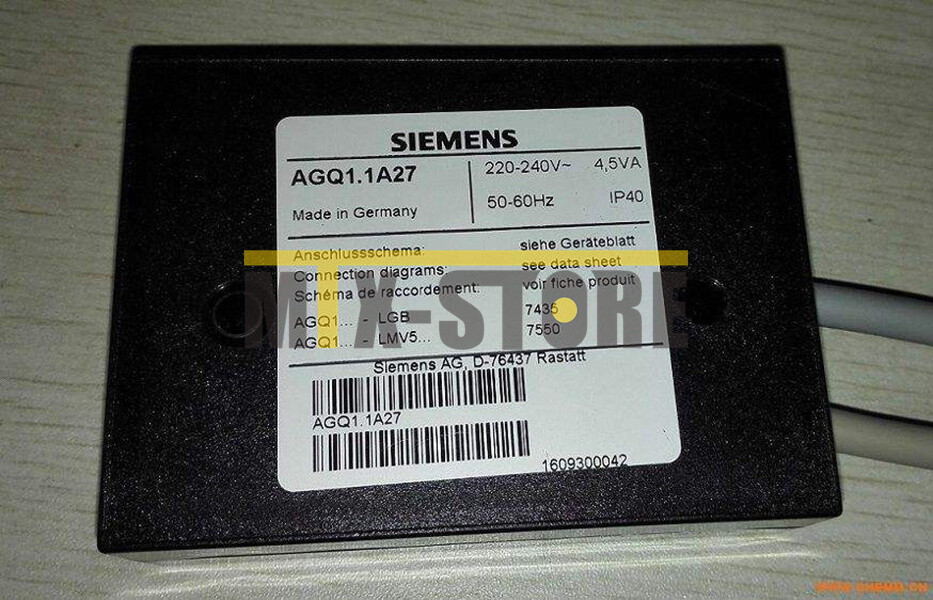 SIEMENS
AGQ1.1A27
220-240V~ 4,5VA
Made in Germany
50-60Hz IP40
Anschlussschema: siehe Geräteblatt
Connection diagrams: see data sheet
Schéma de raccordement: voir fiche produit
AGQ1... - LGB 7435
AGQ1... - LMV5... 7550
MIX-STORE
Siemens AG, D-76437 Rastatt
AGQ1.1A27
1609300042